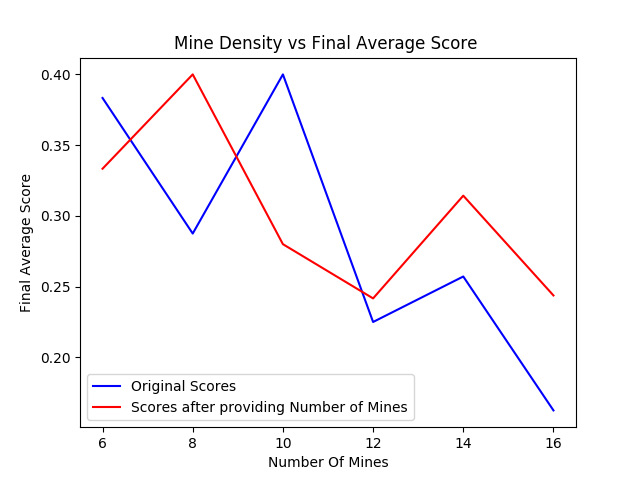 Mine Density vs Final Average Score
0.40
0.35
0.30
0.25
0.20
Final Average Score
Original Scores
Scores after providing Number of Mines
6 8 10 12 14 16
Number Of Mines